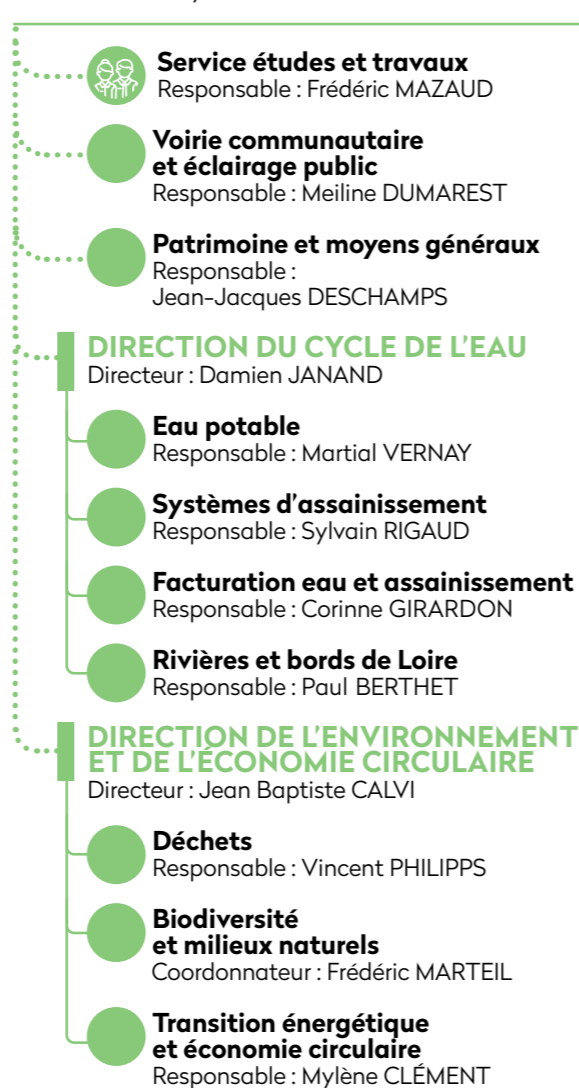 Service études et travaux
Responsable : Frédéric MAZAUD
Voirie communautaire
et éclairage public
Responsable : Meiline DUMAREST
Patrimoine et moyens généraux
Responsable :
Jean-Jacques DESCHAMPS
DIRECTION DU CYCLE DE L'EAU
Directeur : Damien JANAND
Eau potable
Responsable : Martial VERNAY
Systèmes d'assainissement
Responsable : Sylvain RIGAUD
Facturation eau et assainissement
Responsable : Corinne GIRARDON
Rivières et bords de Loire
Responsable : Paul BERTHET
DIRECTION DE L'ENVIRONNEMENT
ET DE L'ÉCONOMIE CIRCULAIRE
Directeur : Jean Baptiste CALVI
Déchets
Responsable : Vincent PHILIPPS
Biodiversité
et milieux naturels
Coordonnateur : Frédéric MARTEIL
Transition énergétique
et économie circulaire
Responsable : Mylène CLÉMENT